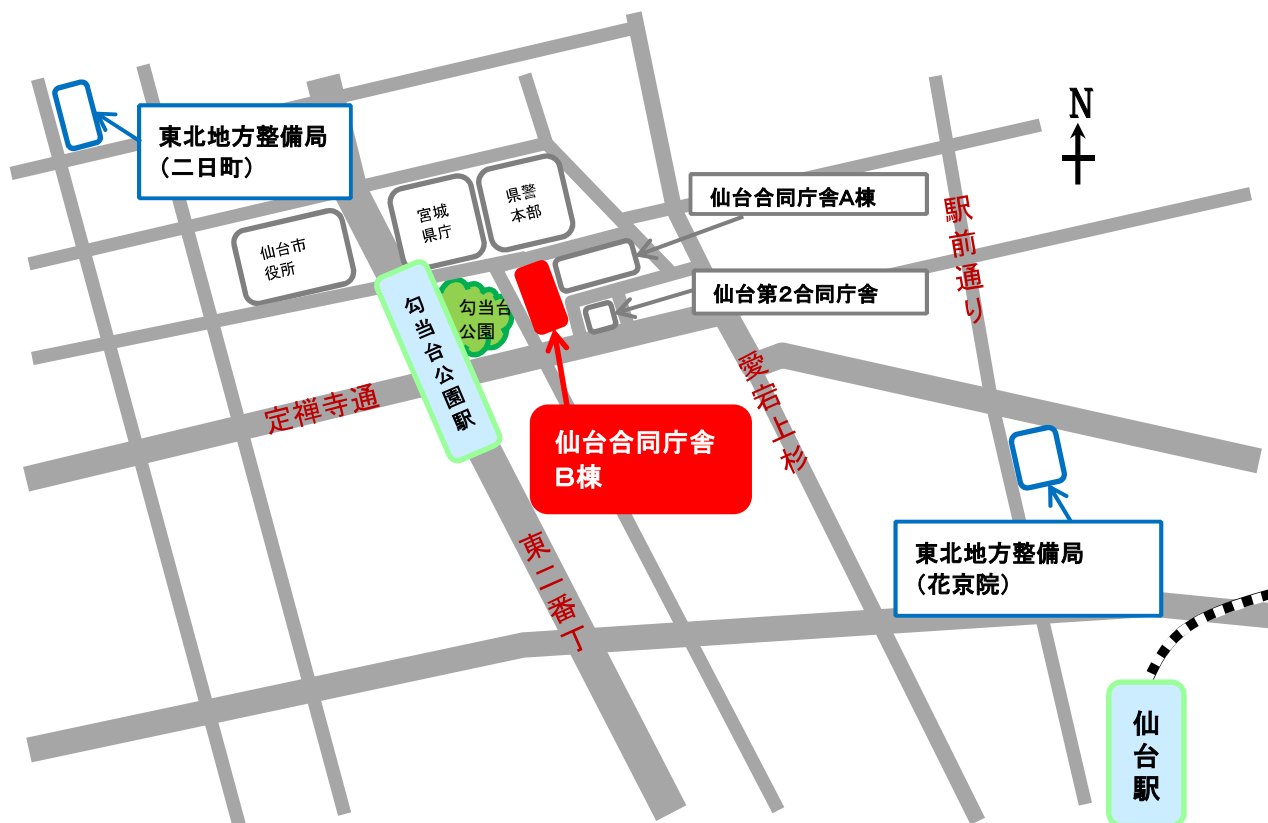 N
東北地方整備局
（二日町）
仙台合同庁舎A棟
県警
本部
宮城
県庁
仙台市
役所
駅前通り
仙台第2合同庁舎
勾当台
公園
勾当台公園駅
定禅寺通
愛宕上杉
仙台合同庁舎
B棟
東二番丁
東北地方整備局
（花京院）
仙台駅